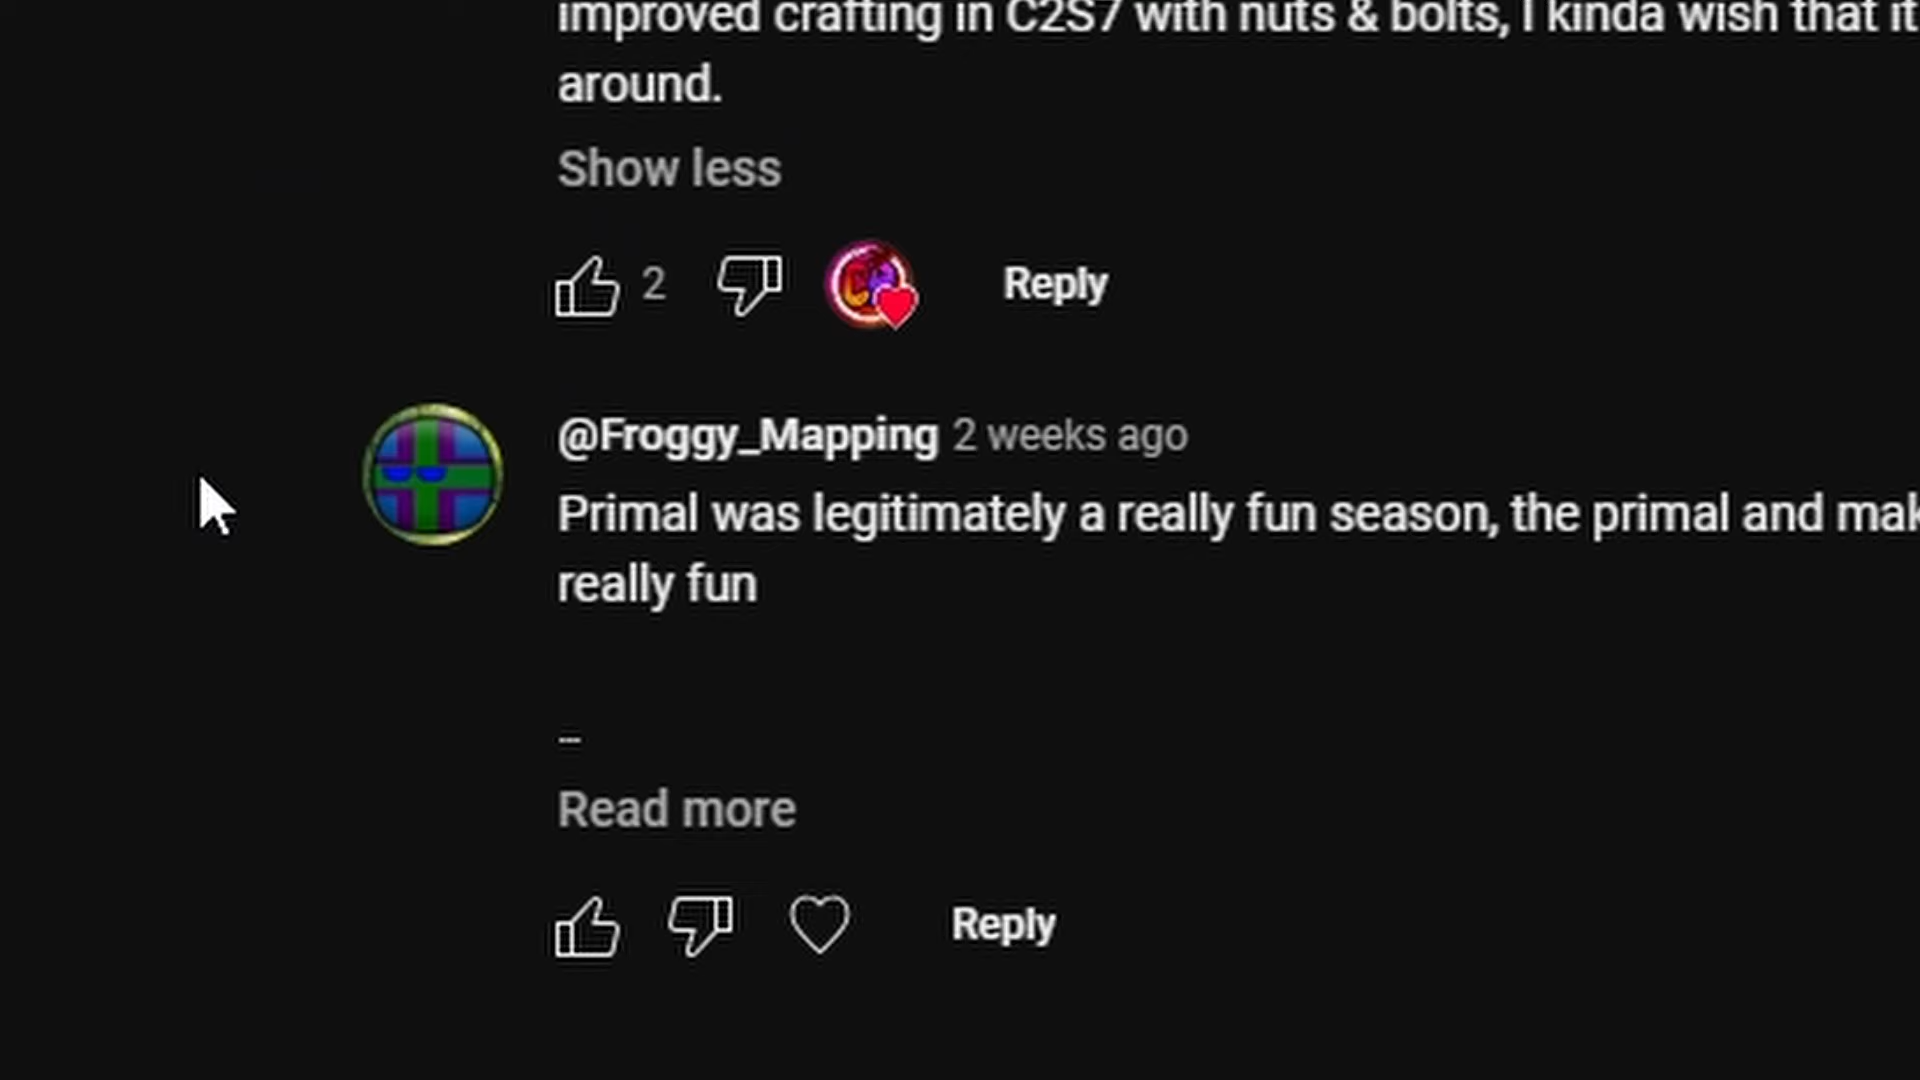 improved crafting in C2S7 with nuts & bolts, I kinda wish that it
around.
Show less
2
Reply
@Froggy_Mapping 2 weeks ago
Primal was legitimately a really fun season, the primal and mak
really fun
--
Read more
Reply